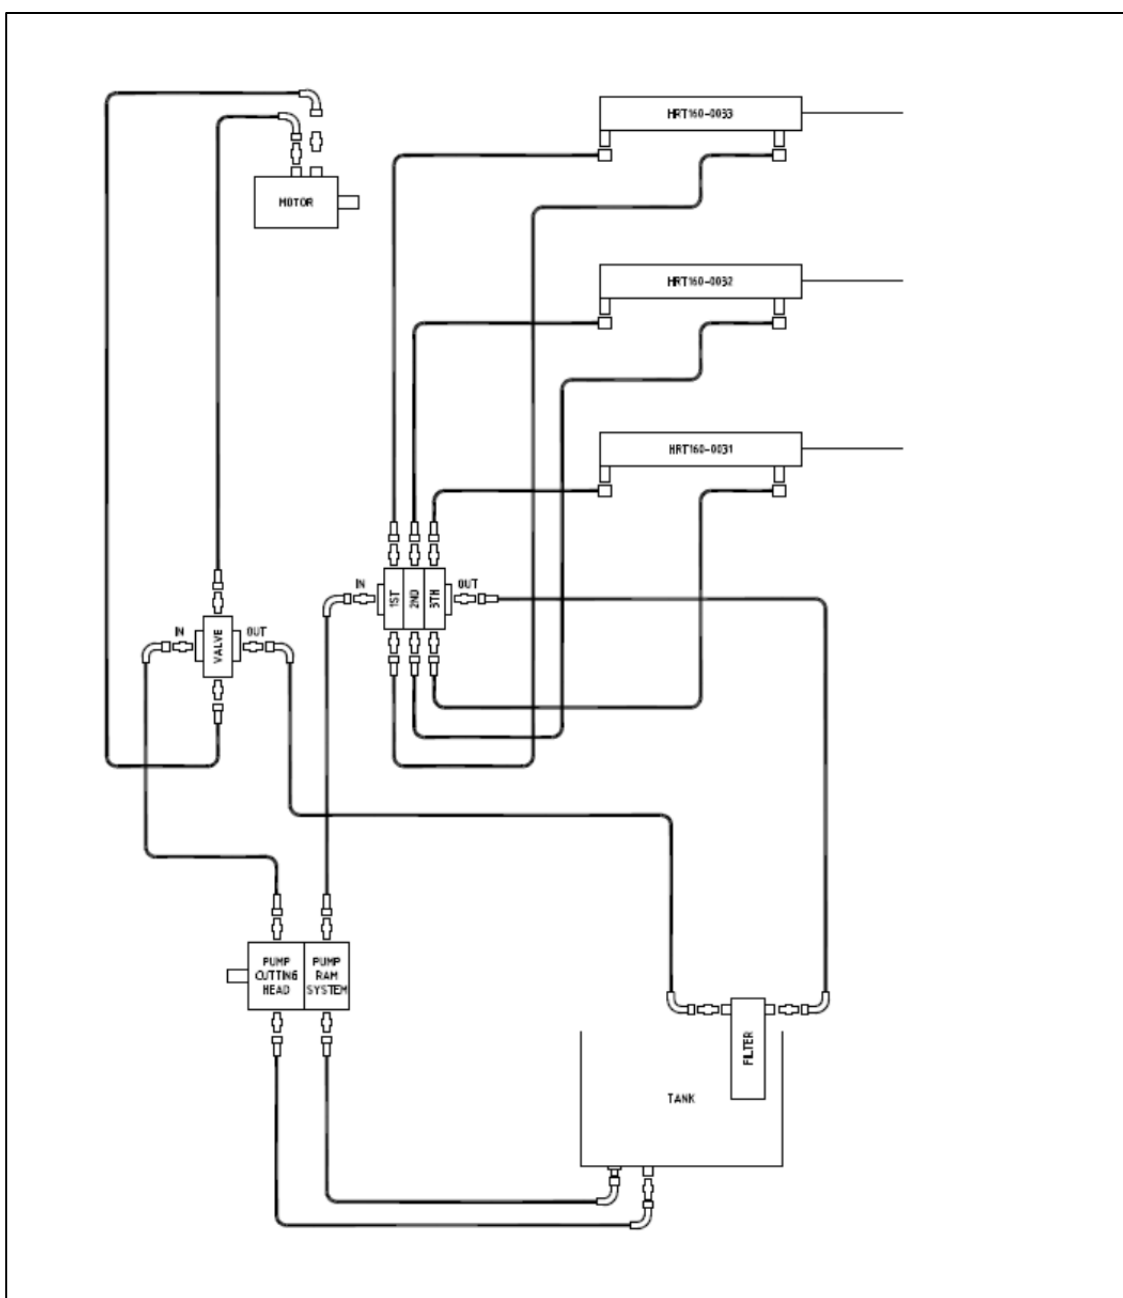 HRT160-0033
MOTOR
HRT160-0032
HRT160-0031
IN
1ST
2ND
3TH
OUT
IN
VALVE
OUT
PUMP
CUTTING
HEAD
PUMP
RAM
SYSTEM
FILTER
TANK